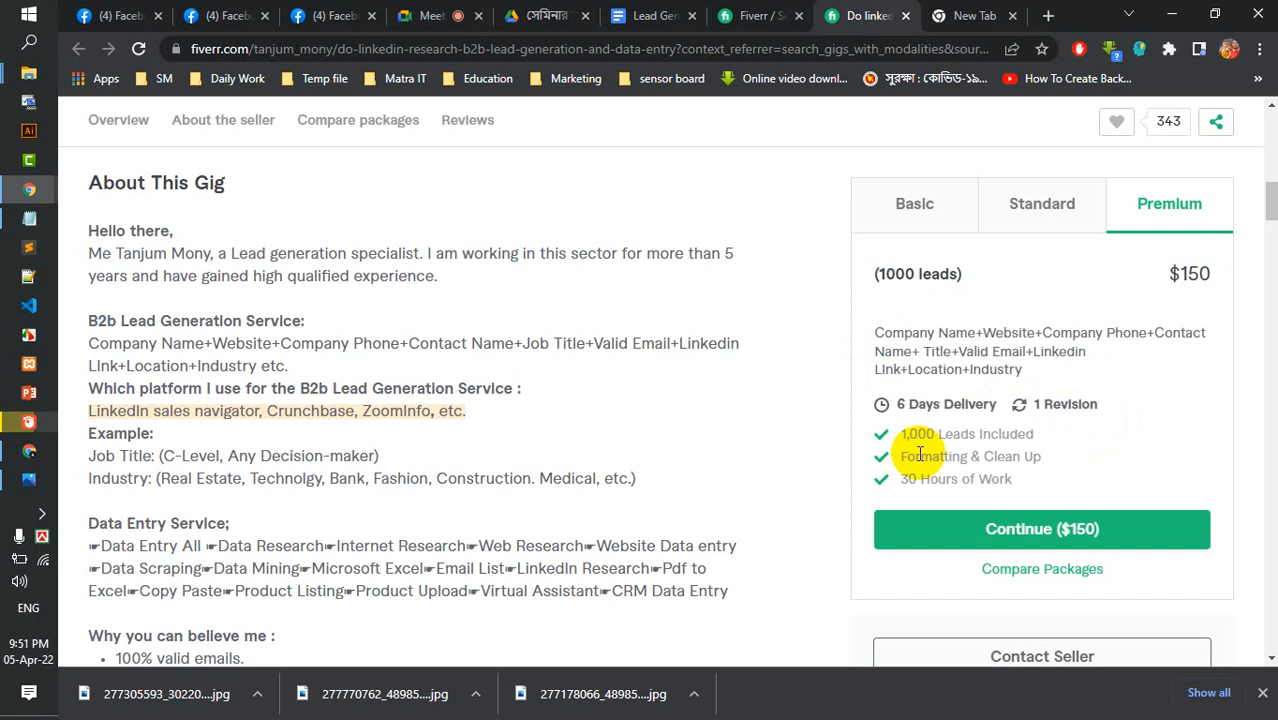 (4) Faceb
(4) Facebo
(4) Facebo
Meet
সেমিনার
Lead Gen
Fiverr / S
Do linked
New Tab
fiverr.com/tanjum_mony/do-linkedin-research-b2b-lead-generation-and-data-entry?context_referrer=search_gigs_with_modalities&sour...
Apps
SM
Daily Work
Temp file
Matra IT
Education
Marketing
sensor board
Online video downl...
সুরক্ষা : কোভিড-১৯...
How To Create Back...
»
Overview
About the seller
Compare packages
Reviews
343
About This Gig
Hello there,
Me Tanjum Mony, a Lead generation specialist. I am working in this sector for more than 5
years and have gained high qualified experience.
B2b Lead Generation Service:
Company Name+Website+Company Phone+Contact Name+Job Title+Valid Email+Linkedin
LInk+Location+Industry etc.
Which platform I use for the B2b Lead Generation Service :
LinkedIn sales navigator, Crunchbase, ZoomInfo, etc.
Example:
Job Title: (C-Level, Any Decision-maker)
Industry: (Real Estate, Technolgy, Bank, Fashion, Construction. Medical, etc.)
Data Entry Service;
☛Data Entry All ☛Data Research☛Internet Research☛Web Research☛Website Data entry
☛Data Scraping☛Data Mining☛Microsoft Excel☛Email List☛LinkedIn Research☛Pdf to
Excel☛Copy Paste☛Product Listing☛Product Upload☛Virtual Assistant☛CRM Data Entry
Why you can believe me :
• 100% valid emails.
Basic
Standard
Premium
(1000 leads)
$150
Company Name+Website+Company Phone+Contact
Name+ Title+Valid Email+Linkedin
LInk+Location+Industry
6 Days Delivery
1 Revision
1,000 Leads Included
Formatting & Clean Up
30 Hours of Work
Continue ($150)
Compare Packages
Contact Seller
ENG
9:51 PM
05-Apr-22
277305593_30220....jpg
277770762_48985....jpg
277178066_48985....jpg
Show all